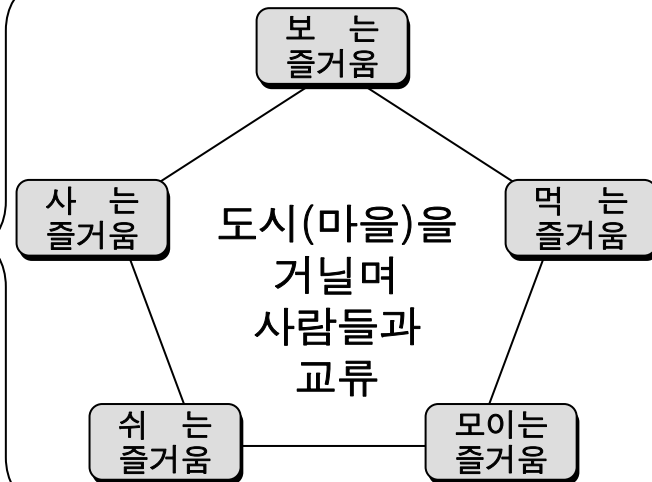 보 는
즐거움
사 는
즐거움
먹 는
즐거움
도시(마을)을
거닐며
사람들과
교류
쉬 는
즐거움
모이는
즐거움